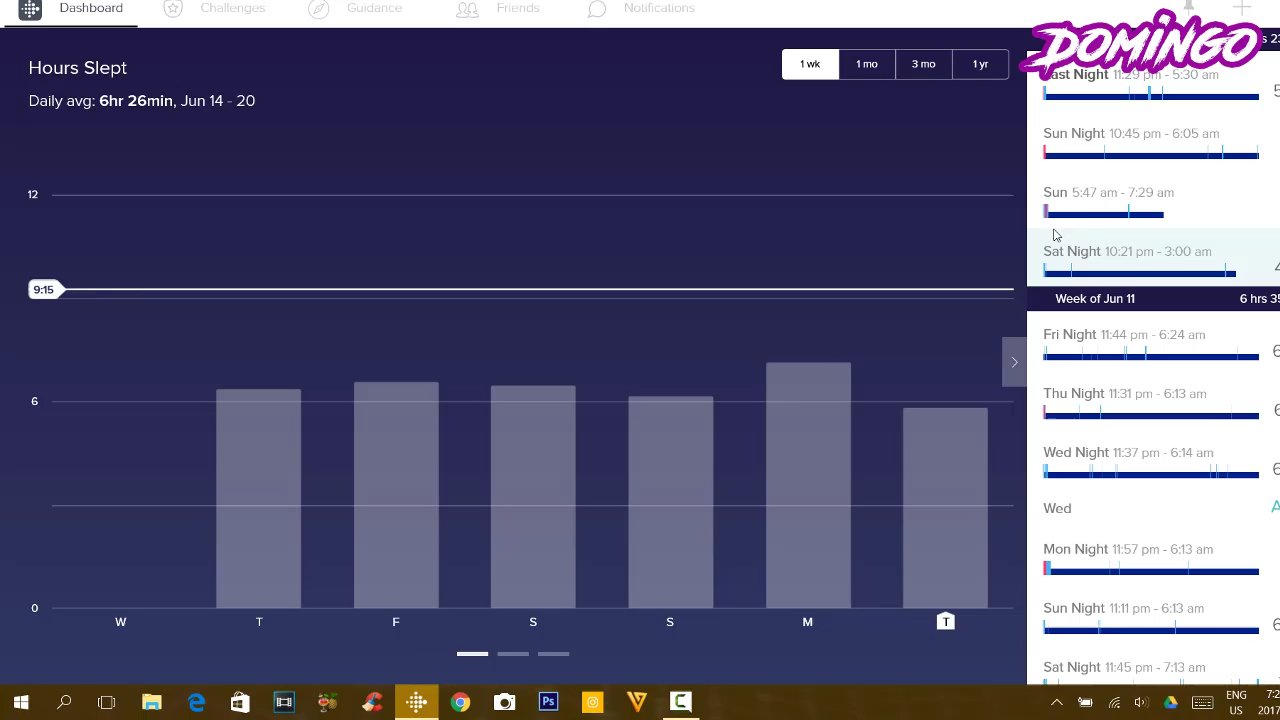 Dashboard
Challenges
Guidance
Friends
Notifications
DOMINGO
Hours Slept
Daily avg: 6hr 26min, Jun 14 - 20
1 wk
1 mo
3 mo
1 yr
12
9:15
6
0
W
T
F
S
S
M
T
Last Night 11:29 pm - 5:30 am
Sun Night 10:45 pm - 6:05 am
Sun 5:47 am - 7:29 am
Sat Night 10:21 pm - 3:00 am
Week of Jun 11
6 hrs 35
Fri Night 11:44 pm - 6:24 am
Thu Night 11:31 pm - 6:13 am
Wed Night 11:37 pm - 6:14 am
Wed
Mon Night 11:57 pm - 6:13 am
Sun Night 11:11 pm - 6:13 am
Sat Night 11:45 pm - 7:13 am
Ps
ENG
US
2017